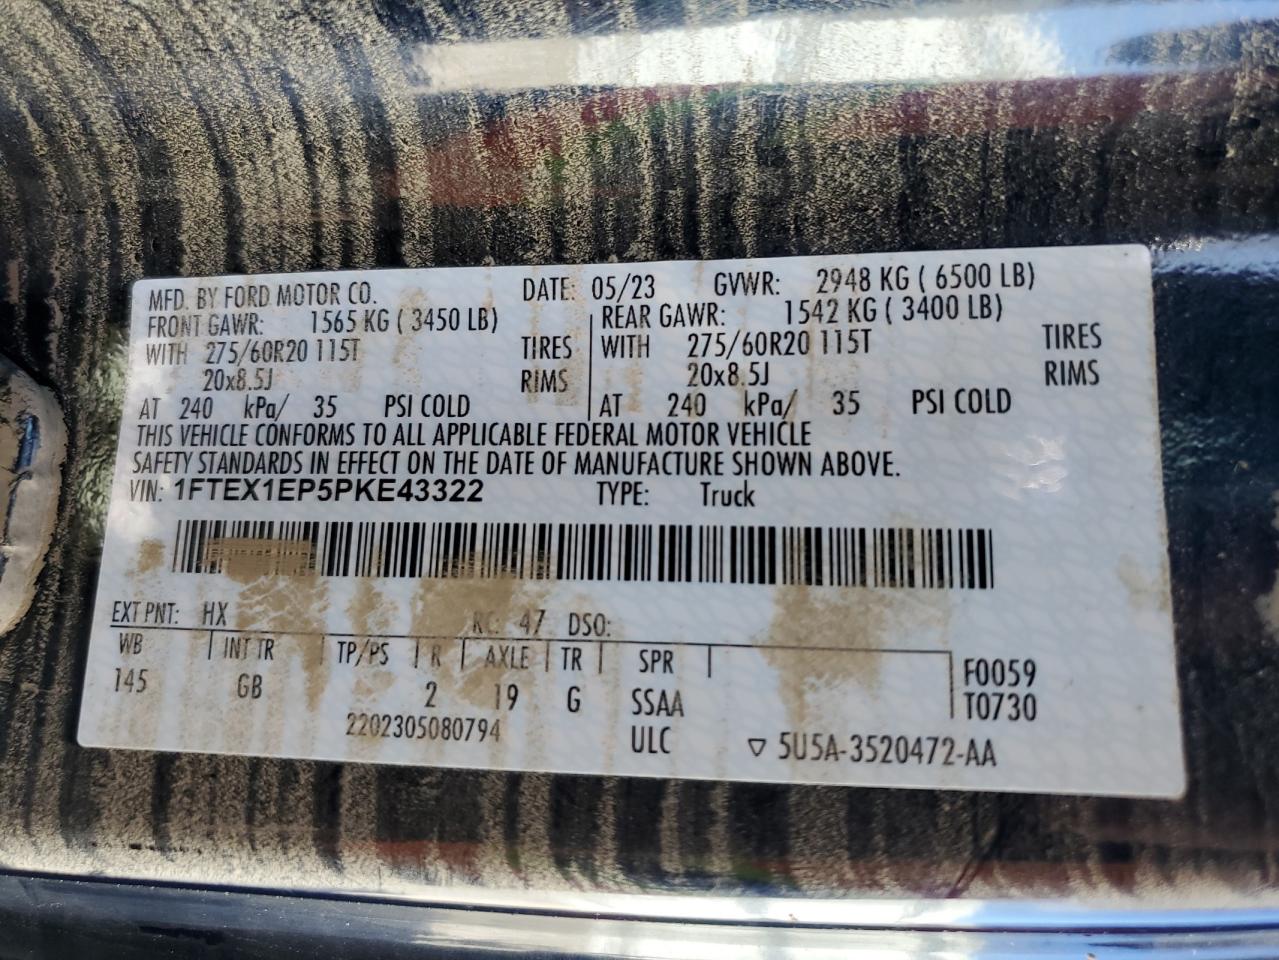 MFD. BY FORD MOTOR CO. DATE: 05/23 GVWR: 2948 KG ( 6500 LB)
FRONT GAWR: 1565 KG ( 3450 LB) REAR GAWR: 1542 KG ( 3400 LB)
WITH 275/60R20 115T TIRES WITH 275/60R20 115T TIRES
20x8.5J RIMS 20x8.5J RIMS
AT 240 kPa/ 35 PSI COLD AT 240 kPa/ 35 PSI COLD
THIS VEHICLE CONFORMS TO ALL APPLICABLE FEDERAL MOTOR VEHICLE
SAFETY STANDARDS IN EFFECT ON THE DATE OF MANUFACTURE SHOWN ABOVE.
VIN: 1FTEX1EP5PKE43322 TYPE: Truck
EXT PNT: HX RC: 47 DSO:
WB INT TR TP/PS R AXLE TR SPR F0059
145 GB 2 19 G SSAA T0730
2202305080794 ULC ▽ 5U5A-3520472-AA